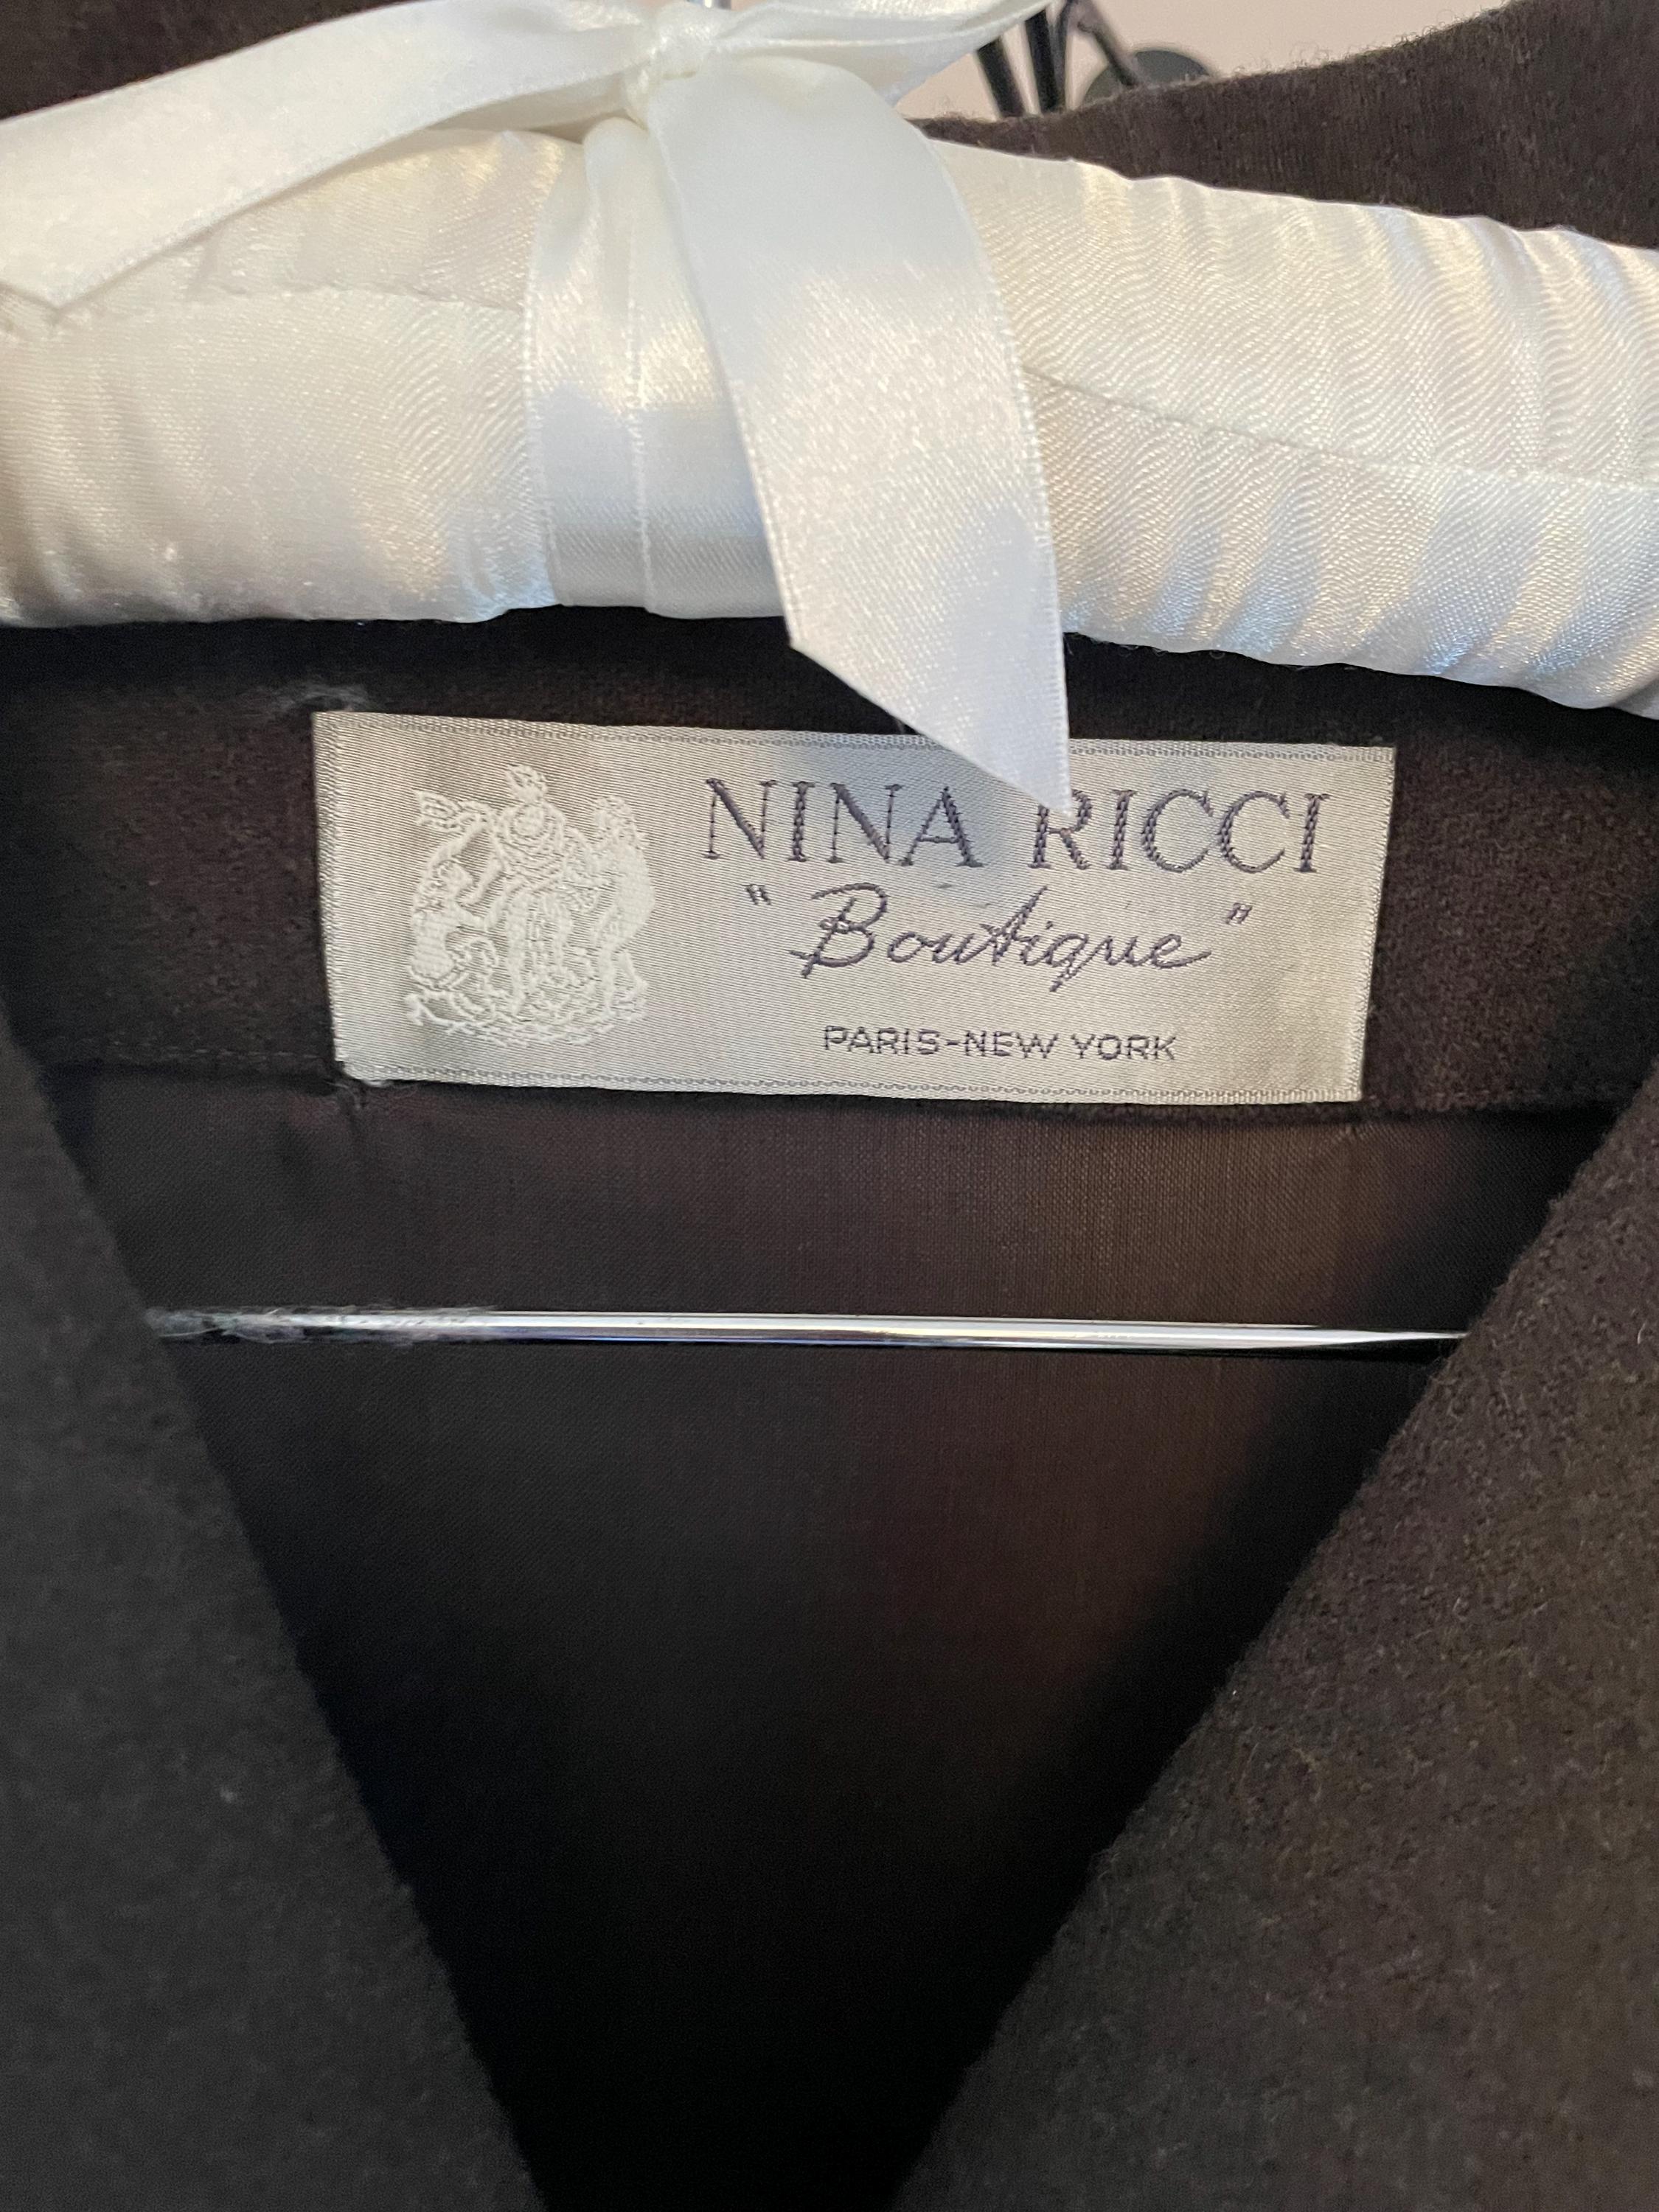 NINA RICCI
"Boutique"
PARIS-NEW YORK